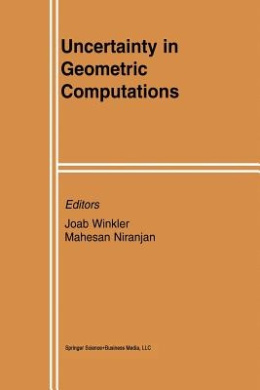 Uncertainty in
Geometric
Computations
Editors
Joab Winkler
Mahesan Niranjan
Springer Science+Business Media, LLC